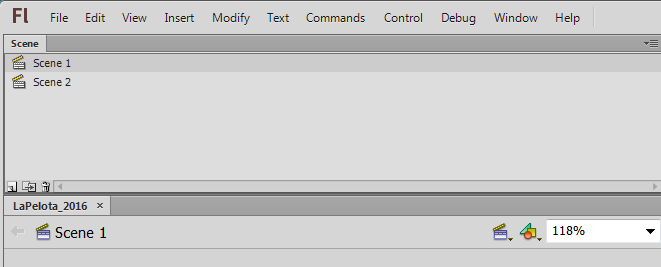 Fl File Edit View Insert Modify Text Commands Control Debug Window Help
Scene
Scene 1
Scene 2
LaPelota_2016 ×
Scene 1 118%